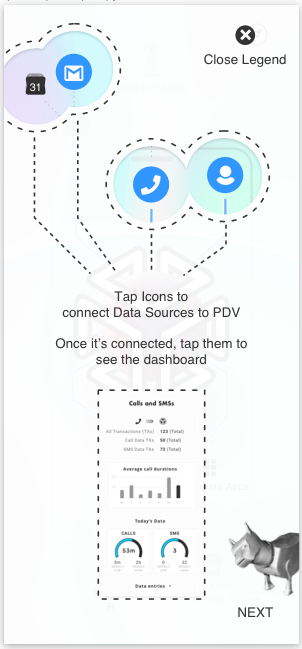 Close Legend
31
Tap Icons to
connect Data Sources to PDV
Once it's connected, tap them to
see the dashboard
Calls and SMSs
All Transactions (TXs) 123 (Total)
Call Data TXs 50 (Total)
SMS Data TXs 73 (Total)
Average call durations
Today's Data
CALLS SMS
53m 3
3m 2h 0 32
Data entries
NEXT